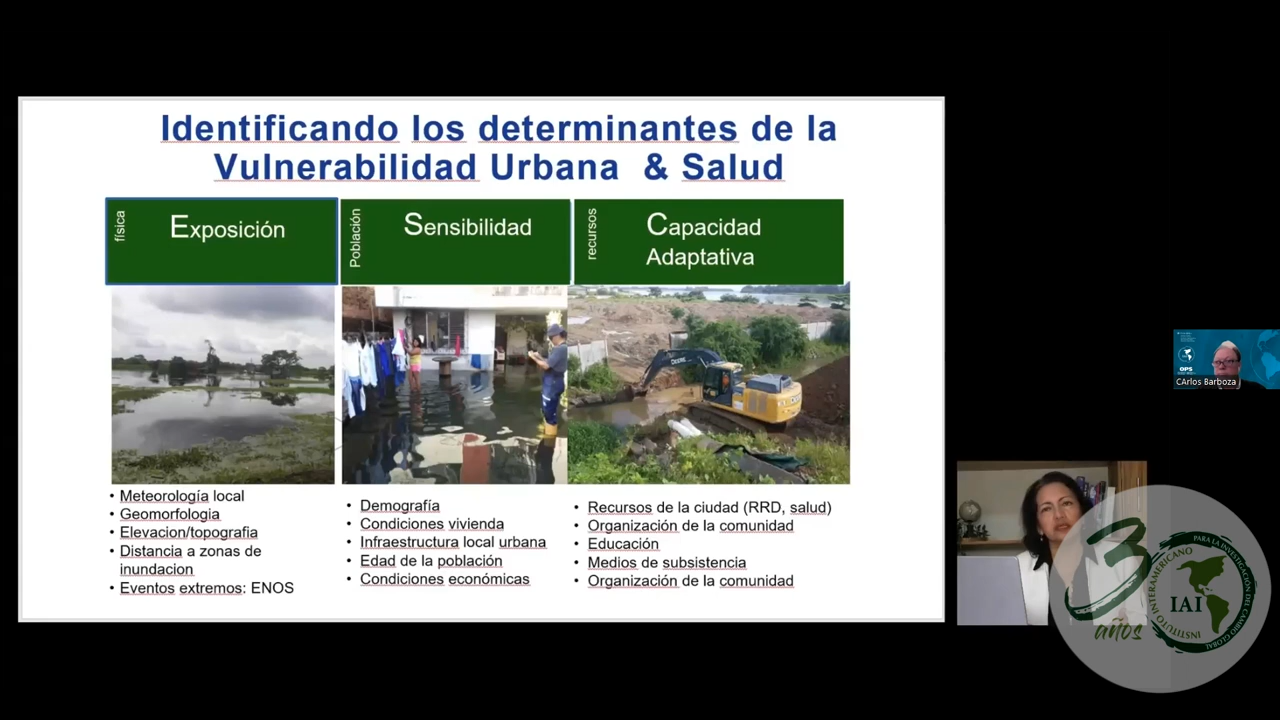 Identificando los determinantes de la
Vulnerabilidad Urbana & Salud
física
Exposición
Población
Sensibilidad
recursos
Capacidad
Adaptativa
DEERE
• Meteorología local
• Geomorfologia
• Elevacion/topografia
• Distancia a zonas de
inundacion
• Eventos extremos: ENOS
• Demografía
• Condiciones vivienda
• Infraestructura local urbana
• Edad de la población
• Condiciones económicas
• Recursos de la ciudad (RRD, salud)
• Organización de la comunidad
• Educación
• Medios de subsistencia
• Organización de la comunidad
OPS
CArlos Barboza
30
años
INSTITUTO INTERAMERICANO
PARA LA INVESTIGACIÓN DEL CAMBIO GLOBAL
IAI